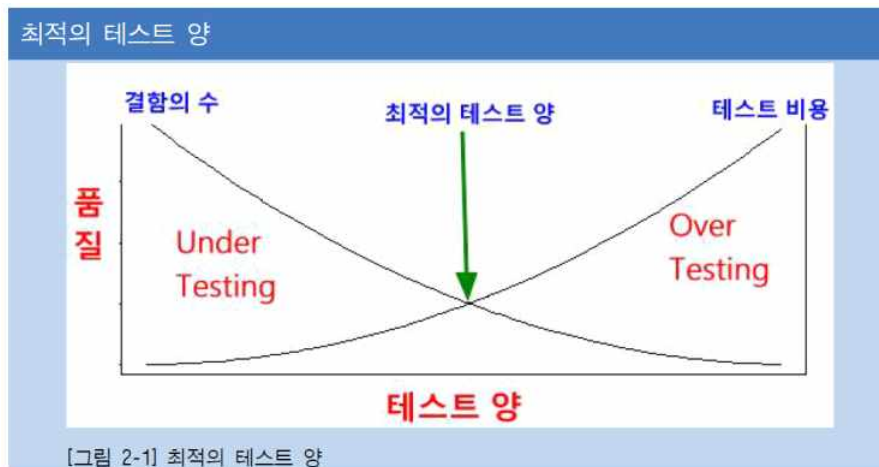 최적의 테스트 양
결함의 수
최적의 테스트 양
테스트 비용
품
질
Under
Testing
Over
Testing
테스트 양
[그림 2-1] 최적의 테스트 양